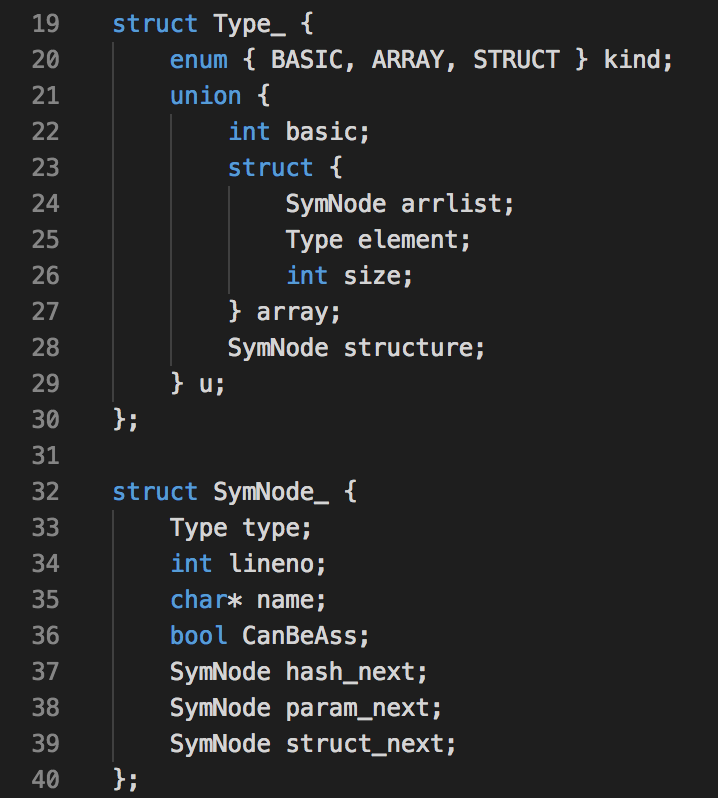 19 struct Type_ {
20     enum { BASIC, ARRAY, STRUCT } kind;
21     union {
22         int basic;
23         struct {
24             SymNode arrlist;
25             Type element;
26             int size;
27         } array;
28         SymNode structure;
29     } u;
30 };
31
32 struct SymNode_ {
33     Type type;
34     int lineno;
35     char* name;
36     bool CanBeAss;
37     SymNode hash_next;
38     SymNode param_next;
39     SymNode struct_next;
40 };